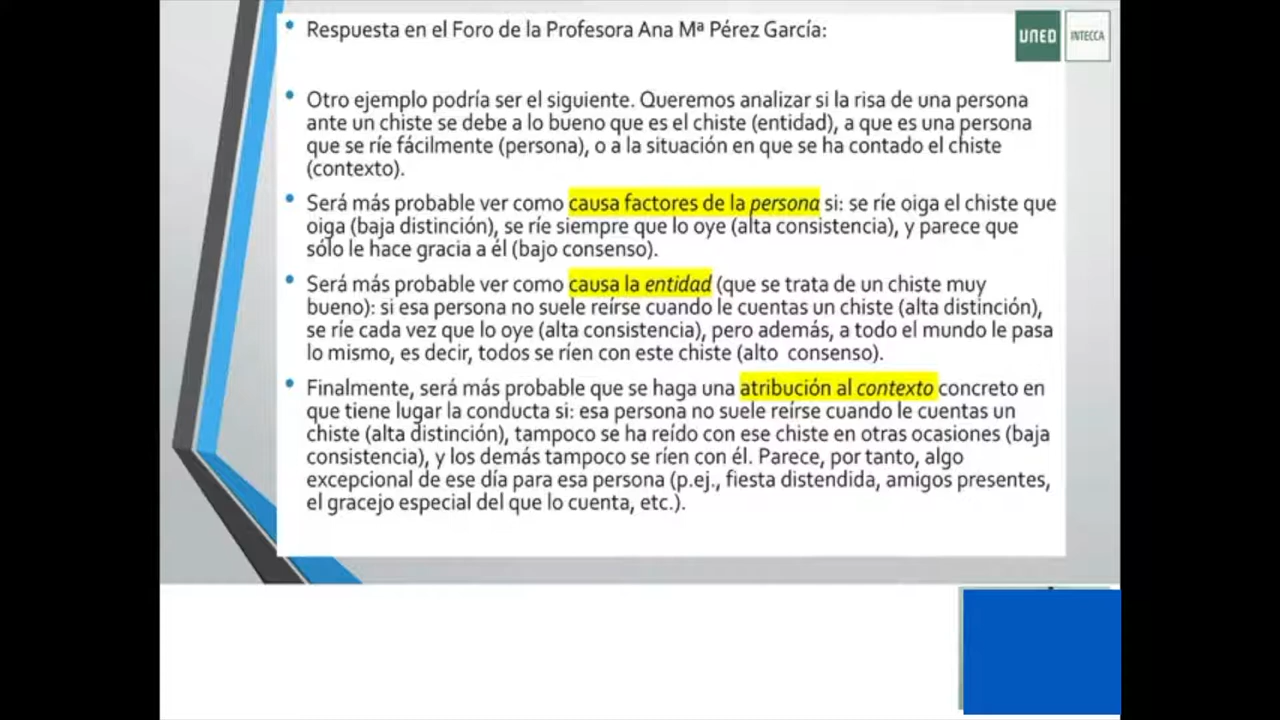 Respuesta en el Foro de la Profesora Ana Mª Pérez García:
UNED
INTECCA
Otro ejemplo podría ser el siguiente. Queremos analizar si la risa de una persona
ante un chiste se debe a lo bueno que es el chiste (entidad), a que es una persona
que se ríe fácilmente (persona), o a la situación en que se ha contado el chiste
(contexto).
Será más probable ver como causa factores de la persona si: se ríe oiga el chiste que
oiga (baja distinción), se ríe siempre que lo oye (alta consistencia), y parece que
sólo le hace gracia a él (bajo consenso).
Será más probable ver como causa la entidad (que se trata de un chiste muy
bueno): si esa persona no suele reírse cuando le cuentas un chiste (alta distinción),
se ríe cada vez que lo oye (alta consistencia), pero además, a todo el mundo le pasa
lo mismo, es decir, todos se ríen con este chiste (alto consenso).
Finalmente, será más probable que se haga una atribución al contexto concreto en
que tiene lugar la conducta si: esa persona no suele reírse cuando le cuentas un
chiste (alta distinción), tampoco se ha reído con ese chiste en otras ocasiones (baja
consistencia), y los demás tampoco se ríen con él. Parece, por tanto, algo
excepcional de ese día para esa persona (p.ej., fiesta distendida, amigos presentes,
el gracejo especial del que lo cuenta, etc.).